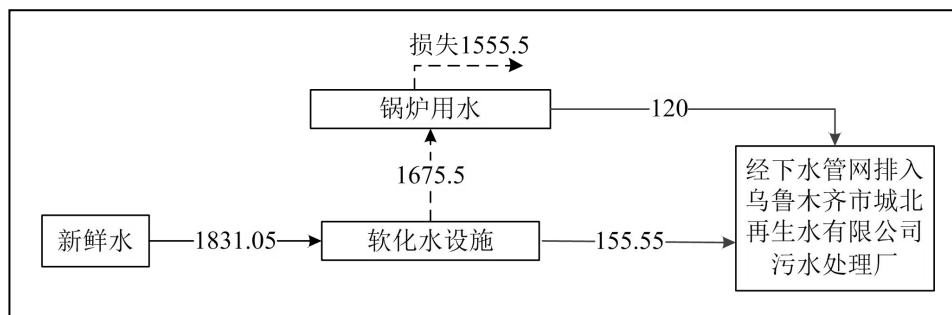 损失1555.5
锅炉用水
120
1675.5
经下水管网排入
乌鲁木齐市城北
再生水有限公司
污水处理厂
新鲜水
1831.05
软化水设施
155.55